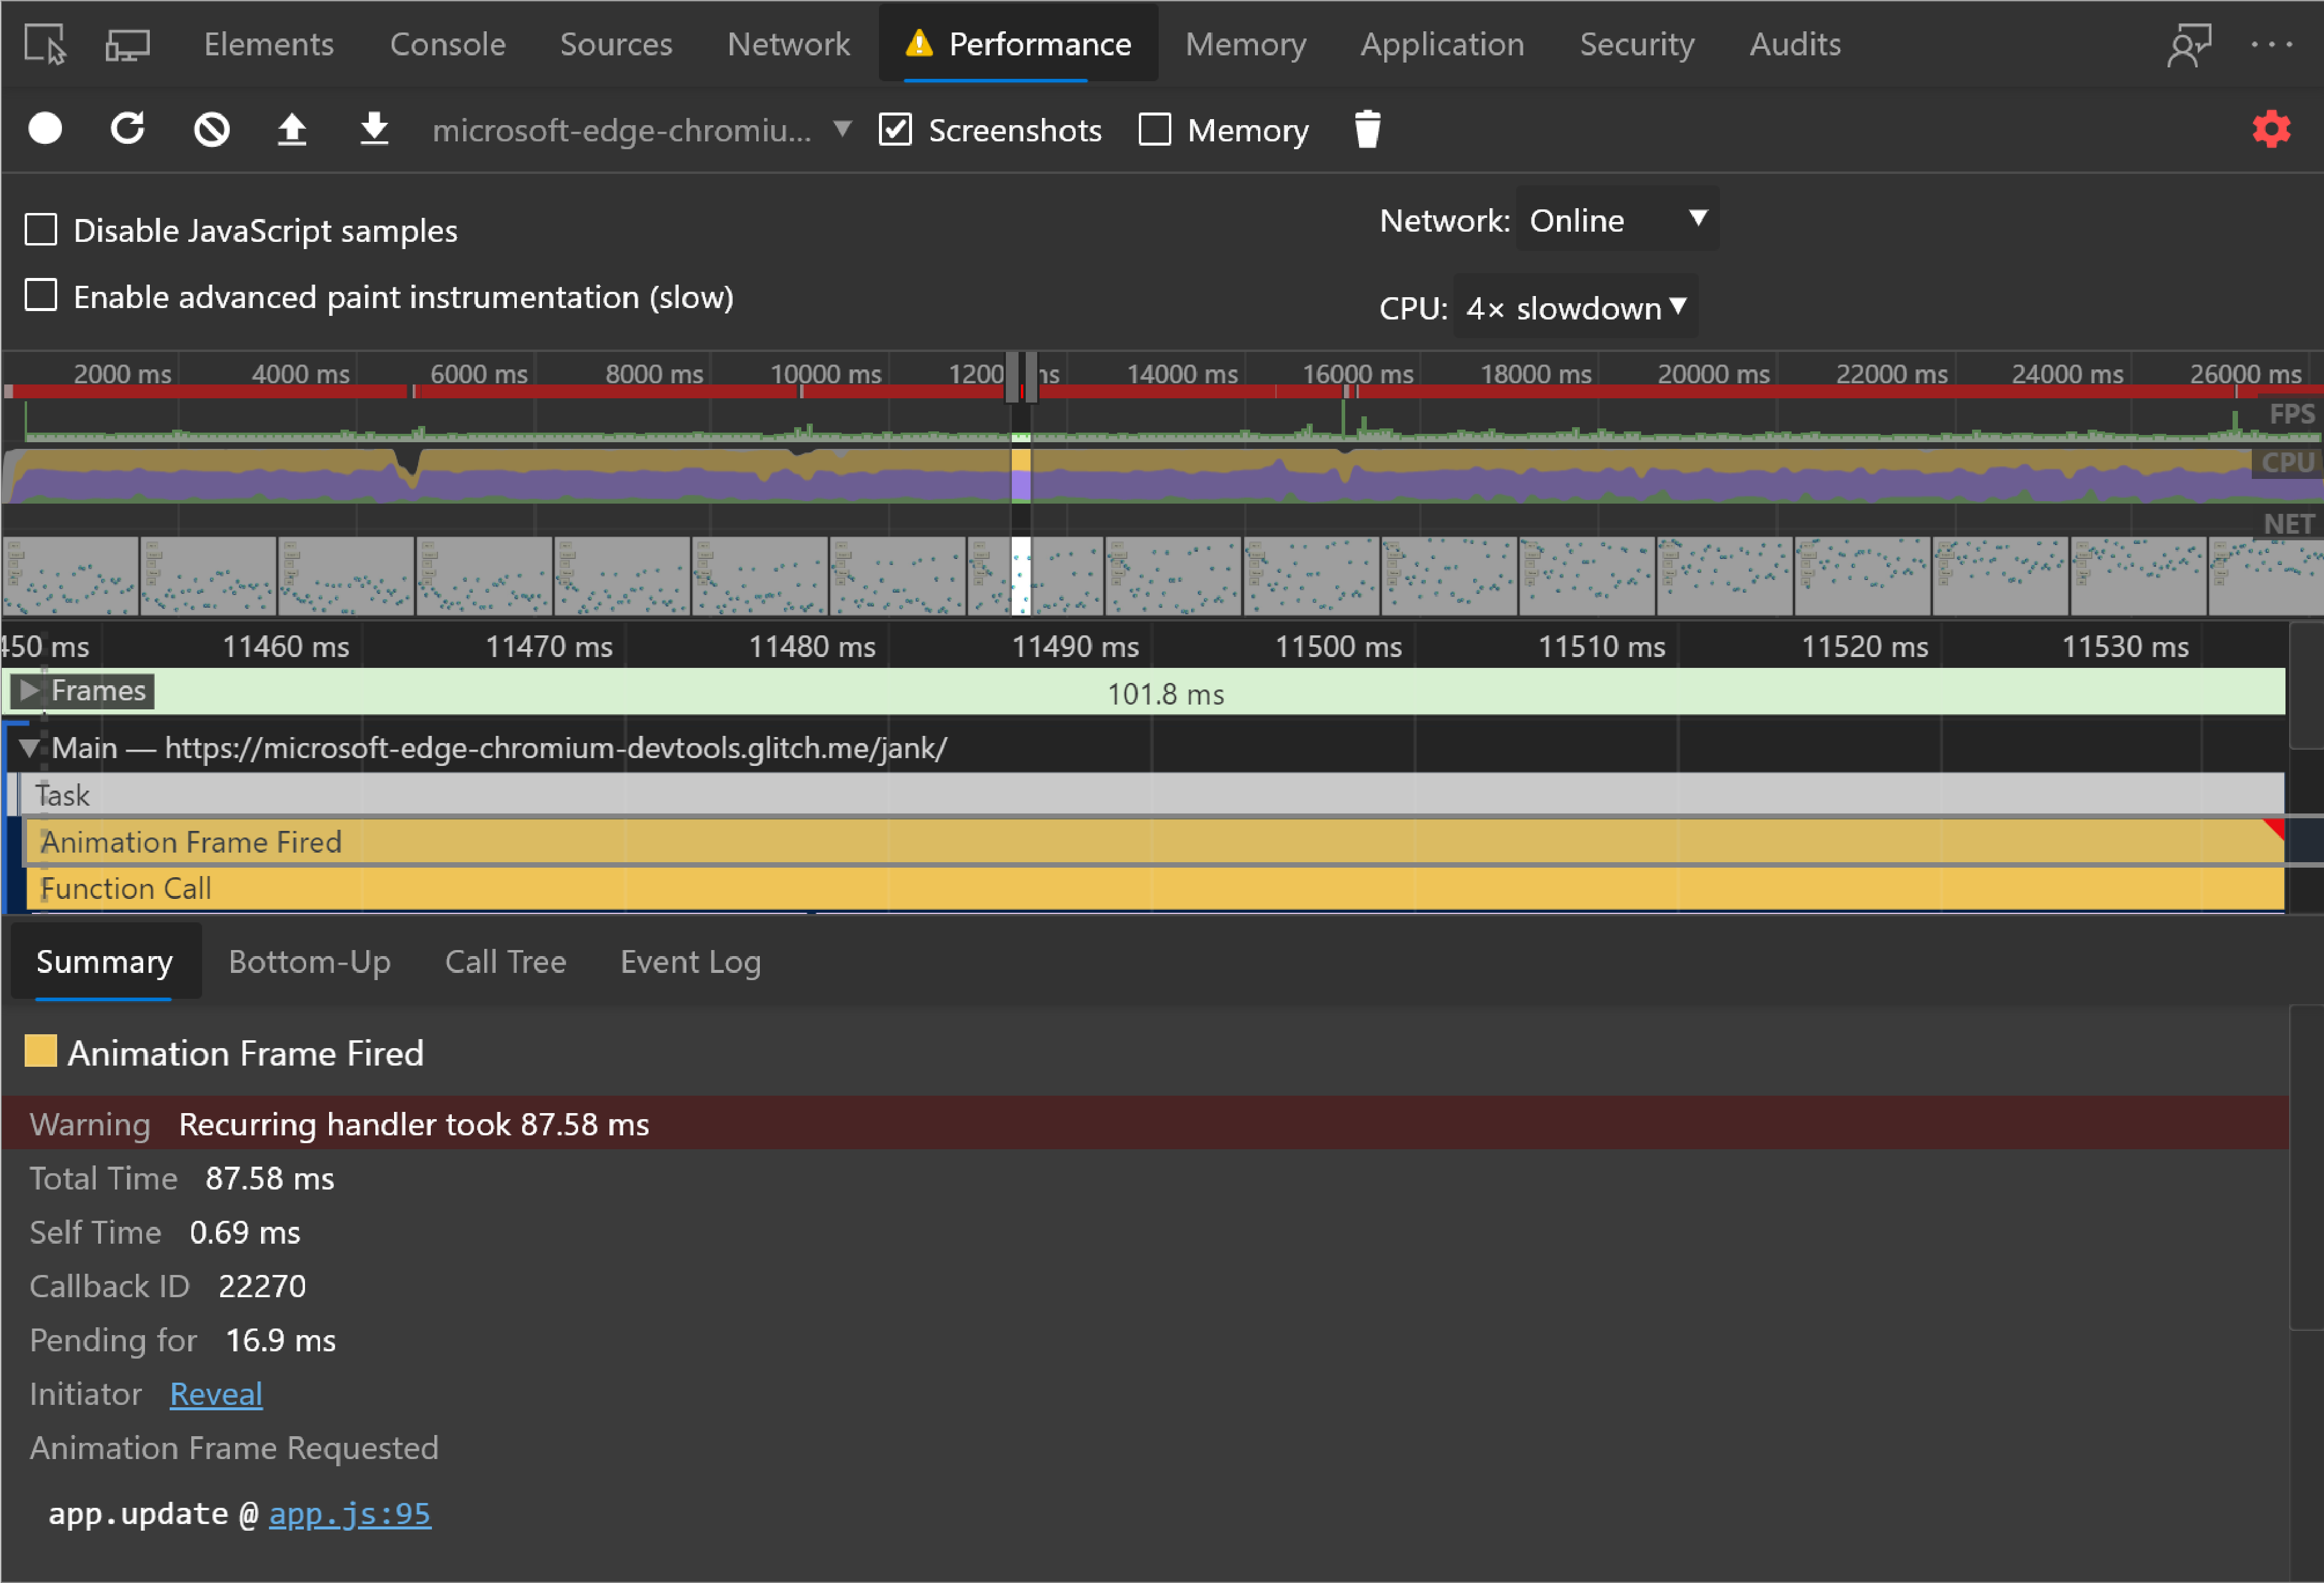 Elements Console Sources Network Performance Memory Application Security Audits
microsoft-edge-chromiu... Screenshots Memory
Disable JavaScript samples Network: Online
Enable advanced paint instrumentation (slow) CPU: 4× slowdown
2000 ms 4000 ms 6000 ms 8000 ms 10000 ms 1200 ms 14000 ms 16000 ms 18000 ms 20000 ms 22000 ms 24000 ms 26000 ms
FPS
CPU
NET
450 ms 11460 ms 11470 ms 11480 ms 11490 ms 11500 ms 11510 ms 11520 ms 11530 ms
Frames 101.8 ms
Main — https://microsoft-edge-chromium-devtools.glitch.me/jank/
Task
Animation Frame Fired
Function Call
Summary Bottom-Up Call Tree Event Log
Animation Frame Fired
Warning Recurring handler took 87.58 ms
Total Time 87.58 ms
Self Time 0.69 ms
Callback ID 22270
Pending for 16.9 ms
Initiator Reveal
Animation Frame Requested
app.update @ app.js:95